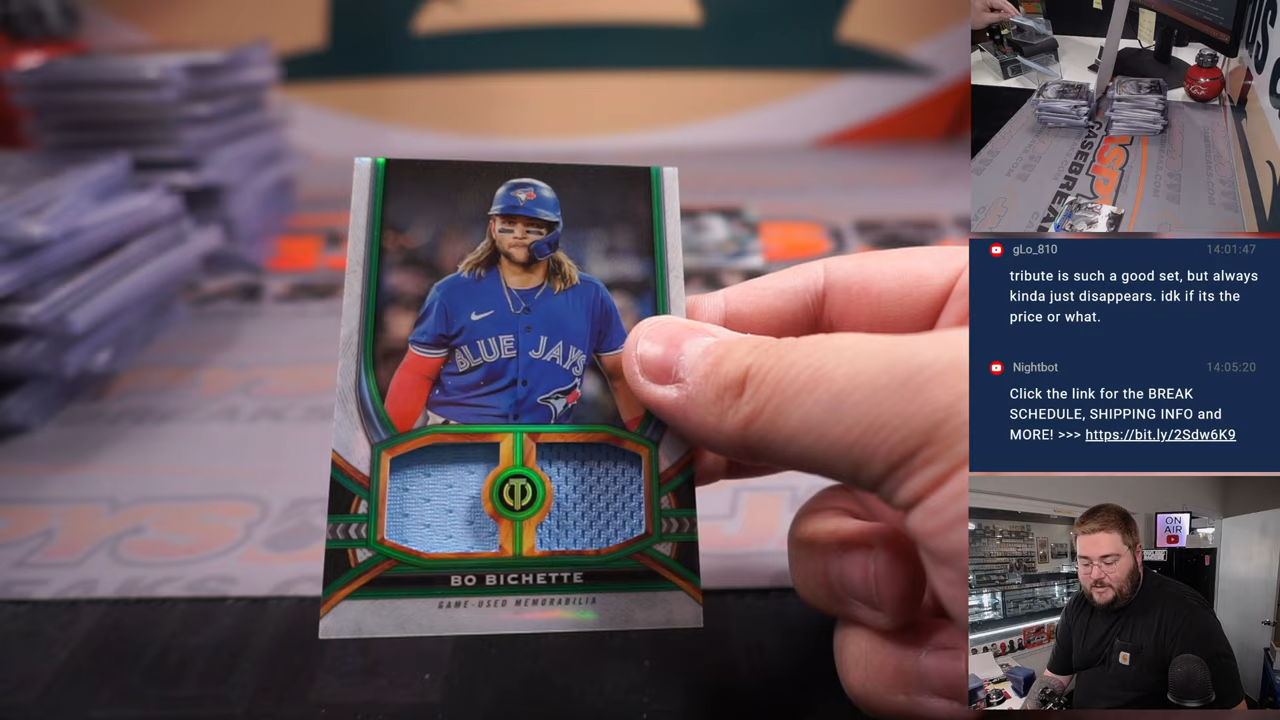 BLUE JAYS
BO BICHETTE
GAME-USED MEMORABILIA
CASEBREAK
gLo_810 14:01:47
tribute is such a good set, but always
kinda just disappears. idk if its the
price or what.
Nightbot 14:05:20
Click the link for the BREAK
SCHEDULE, SHIPPING INFO and
MORE! >>> https://bit.ly/2Sdw6K9
ON
AIR